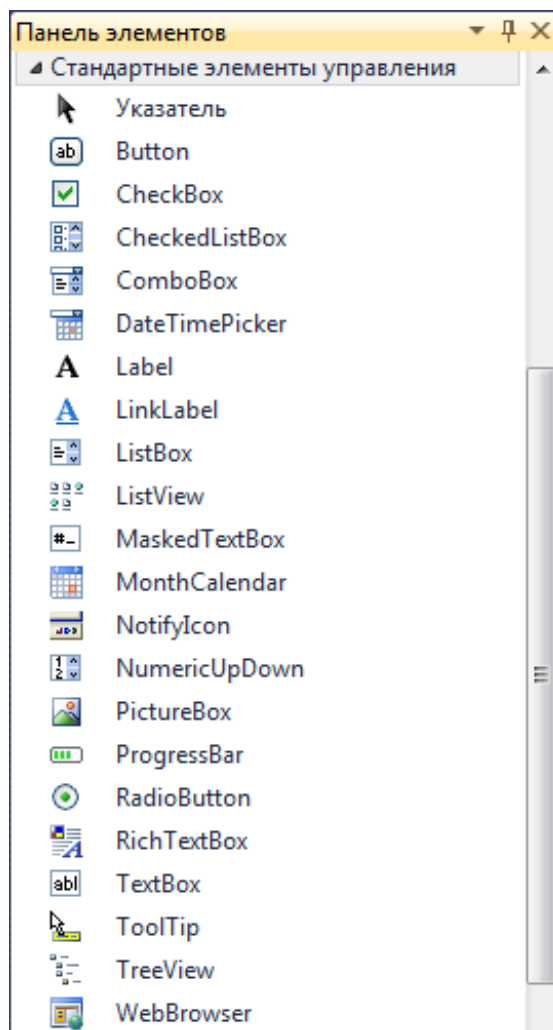 Панель элементов
Стандартные элементы управления
Указатель
Button
CheckBox
CheckedListBox
ComboBox
DateTimePicker
Label
LinkLabel
ListBox
ListView
MaskedTextBox
MonthCalendar
NotifyIcon
NumericUpDown
PictureBox
ProgressBar
RadioButton
RichTextBox
TextBox
ToolTip
TreeView
WebBrowser